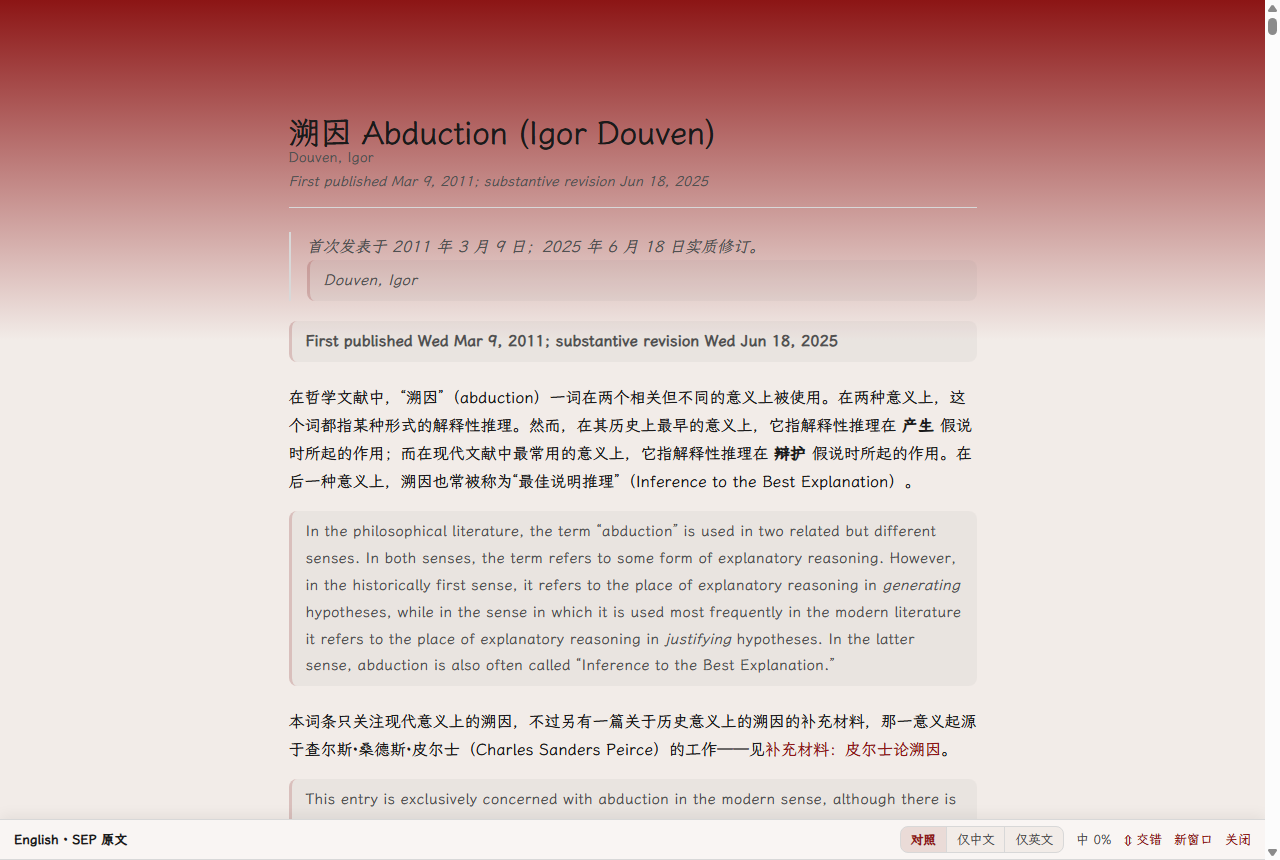 溯因 Abduction (Igor Douven)
Douven, Igor
First published Mar 9, 2011; substantive revision Jun 18, 2025
首次发表于 2011 年 3 月 9 日；2025 年 6 月 18 日实质修订。
Douven, Igor
First published Wed Mar 9, 2011; substantive revision Wed Jun 18, 2025
在哲学文献中，“溯因”（abduction）一词在两个相关但不同的意义上被使用。在两种意义上，这
个词都指某种形式的解释性推理。然而，在其历史上最早的意义上，它指解释性推理在 产生 假说
时所起的作用；而在现代文献中最常用的意义上，它指解释性推理在 辩护 假说时所起的作用。在
后一种意义上，溯因也常被称为“最佳说明推理”（Inference to the Best Explanation）。
In the philosophical literature, the term “abduction” is used in two related but different
senses. In both senses, the term refers to some form of explanatory reasoning. However,
in the historically first sense, it refers to the place of explanatory reasoning in generating
hypotheses, while in the sense in which it is used most frequently in the modern literature
it refers to the place of explanatory reasoning in justifying hypotheses. In the latter
sense, abduction is also often called “Inference to the Best Explanation.”
本词条只关注现代意义上的溯因，不过另有一篇关于历史意义上的溯因的补充材料，那一意义起源
于查尔斯·桑德斯·皮尔士（Charles Sanders Peirce）的工作——见补充材料：皮尔士论溯因。
This entry is exclusively concerned with abduction in the modern sense, although there is
English · SEP 原文 对照 仅中文 仅英文 中 0% ⇕ 交错 新窗口 关闭